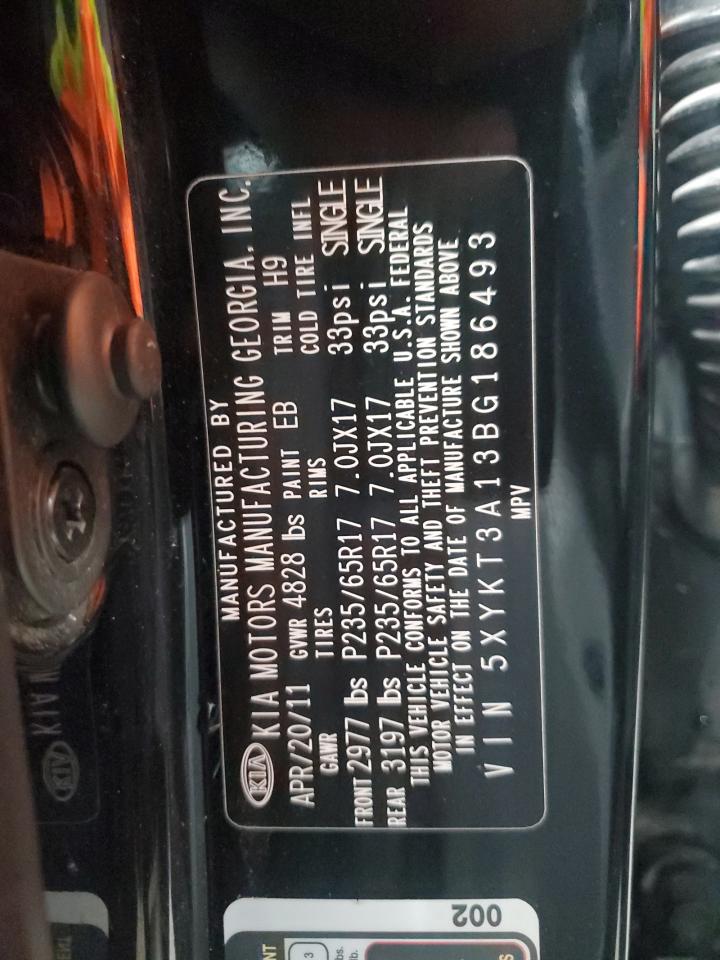 MANUFACTURED BY
KIA KIA MOTORS MANUFACTURING GEORGIA, INC.
APR/20/11 GVWR 4828 lbs PAINT EB TRIM H9
GAWR TIRES RIMS COLD TIRE INFL
FRONT 2977 lbs P235/65R17 7.0JX17 33psi SINGLE
REAR 3197 lbs P235/65R17 7.0JX17 33psi SINGLE
THIS VEHICLE CONFORMS TO ALL APPLICABLE U.S.A. FEDERAL
MOTOR VEHICLE SAFETY AND THEFT PREVENTION STANDARDS
IN EFFECT ON THE DATE OF MANUFACTURE SHOWN ABOVE
VIN 5XYKT3A13BG186493
MPV
002
3